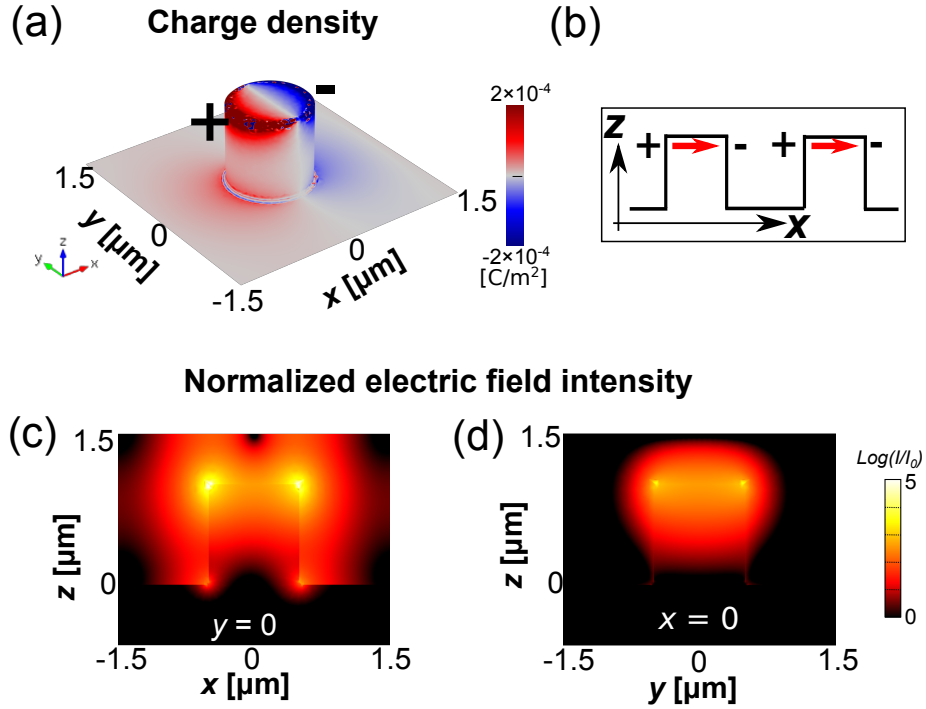 (a) Charge density
(b)
+ -
2×10⁻⁴
-2×10⁻⁴
[C/m²]
1.5
0
-1.5
y [µm]
1.5
0
x [µm]
z
y
x
z
+ - + -
x
Normalized electric field intensity
(c)
1.5
0
z [µm]
y = 0
-1.5 0 1.5
x [µm]
(d)
1.5
0
z [µm]
x = 0
-1.5 0 1.5
y [µm]
Log(I/I₀)
5
0